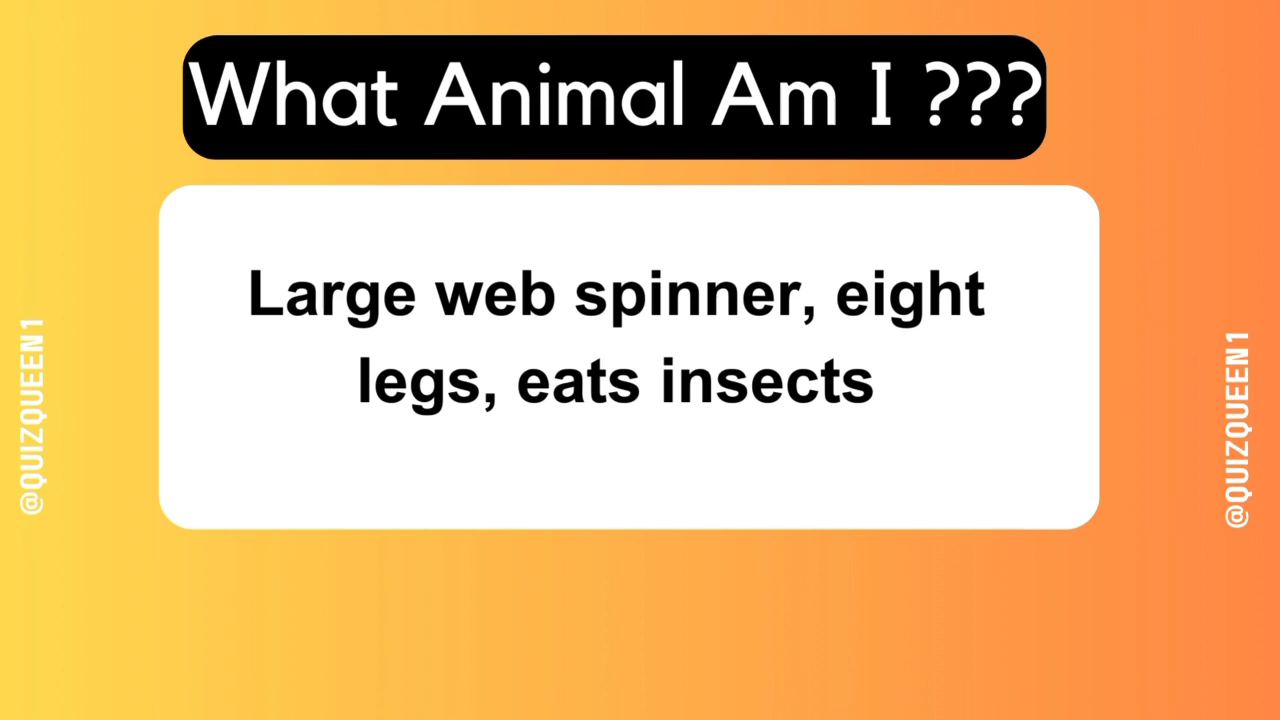 What Animal Am I ???
Large web spinner, eight
legs, eats insects
@QUIZQUEEN1
@QUIZQUEEN1